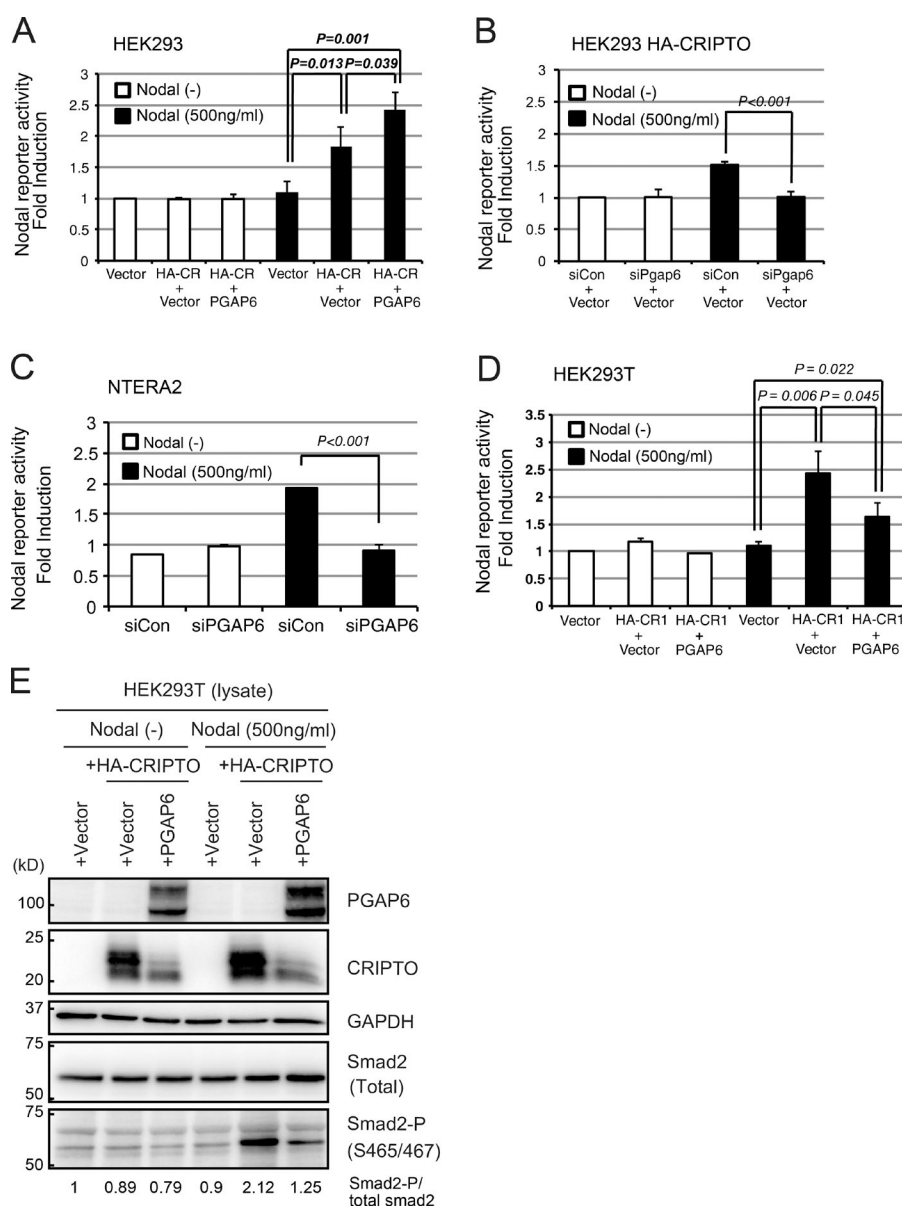 A
HEK293
P=0.001
P=0.013 P=0.039
Nodal (-)
Nodal (500ng/ml)
Nodal reporter activity
Fold Induction
3
2.5
2
1.5
1
0.5
0
Vector HA-CR + Vector HA-CR + PGAP6 Vector HA-CR + Vector HA-CR + PGAP6
B
HEK293 HA-CRIPTO
Nodal (-)
Nodal (500ng/ml)
P<0.001
Nodal reporter activity
Fold Induction
3
2.5
2
1.5
1
0.5
0
siCon + Vector siPgap6 + Vector siCon + Vector siPgap6 + Vector
C
NTERA2
Nodal (-)
Nodal (500ng/ml)
P<0.001
Nodal reporter activity
Fold Induction
3
2.5
2
1.5
1
0.5
0
siCon siPGAP6 siCon siPGAP6
D
HEK293T
P = 0.022
P = 0.006 P = 0.045
Nodal (-)
Nodal (500ng/ml)
Nodal reporter activity
Fold Induction
3.5
3
2.5
2
1.5
1
0.5
0
Vector HA-CR1 + Vector HA-CR1 + PGAP6 Vector HA-CR1 + Vector HA-CR1 + PGAP6
E
HEK293T (lysate)
Nodal (-) Nodal (500ng/ml)
+HA-CRIPTO +HA-CRIPTO
+Vector +Vector +PGAP6 +Vector +Vector +PGAP6
(kD)
100 PGAP6
25
20 CRIPTO
37 GAPDH
75 Smad2
50 (Total)
75 Smad2-P
(S465/467)
50
1 0.89 0.79 0.9 2.12 1.25 Smad2-P/
total smad2